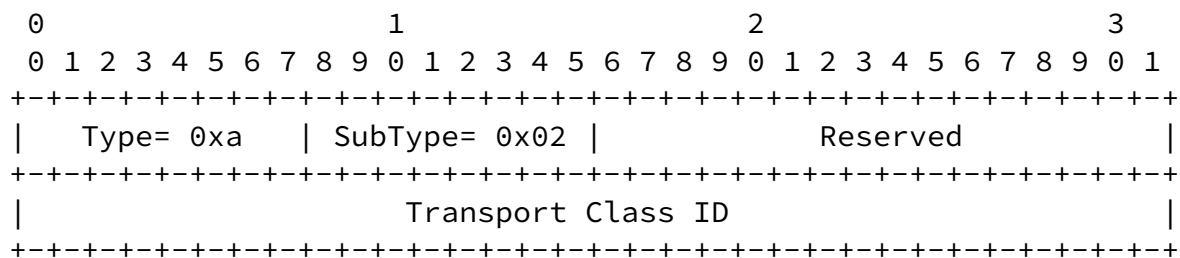 0                   1                   2                   3
 0 1 2 3 4 5 6 7 8 9 0 1 2 3 4 5 6 7 8 9 0 1 2 3 4 5 6 7 8 9 0 1
+-+-+-+-+-+-+-+-+-+-+-+-+-+-+-+-+-+-+-+-+-+-+-+-+-+-+-+-+-+-+-+-+
|   Type= 0xa   | SubType= 0x02 |            Reserved           |
+-+-+-+-+-+-+-+-+-+-+-+-+-+-+-+-+-+-+-+-+-+-+-+-+-+-+-+-+-+-+-+-+
|                     Transport Class ID                        |
+-+-+-+-+-+-+-+-+-+-+-+-+-+-+-+-+-+-+-+-+-+-+-+-+-+-+-+-+-+-+-+-+